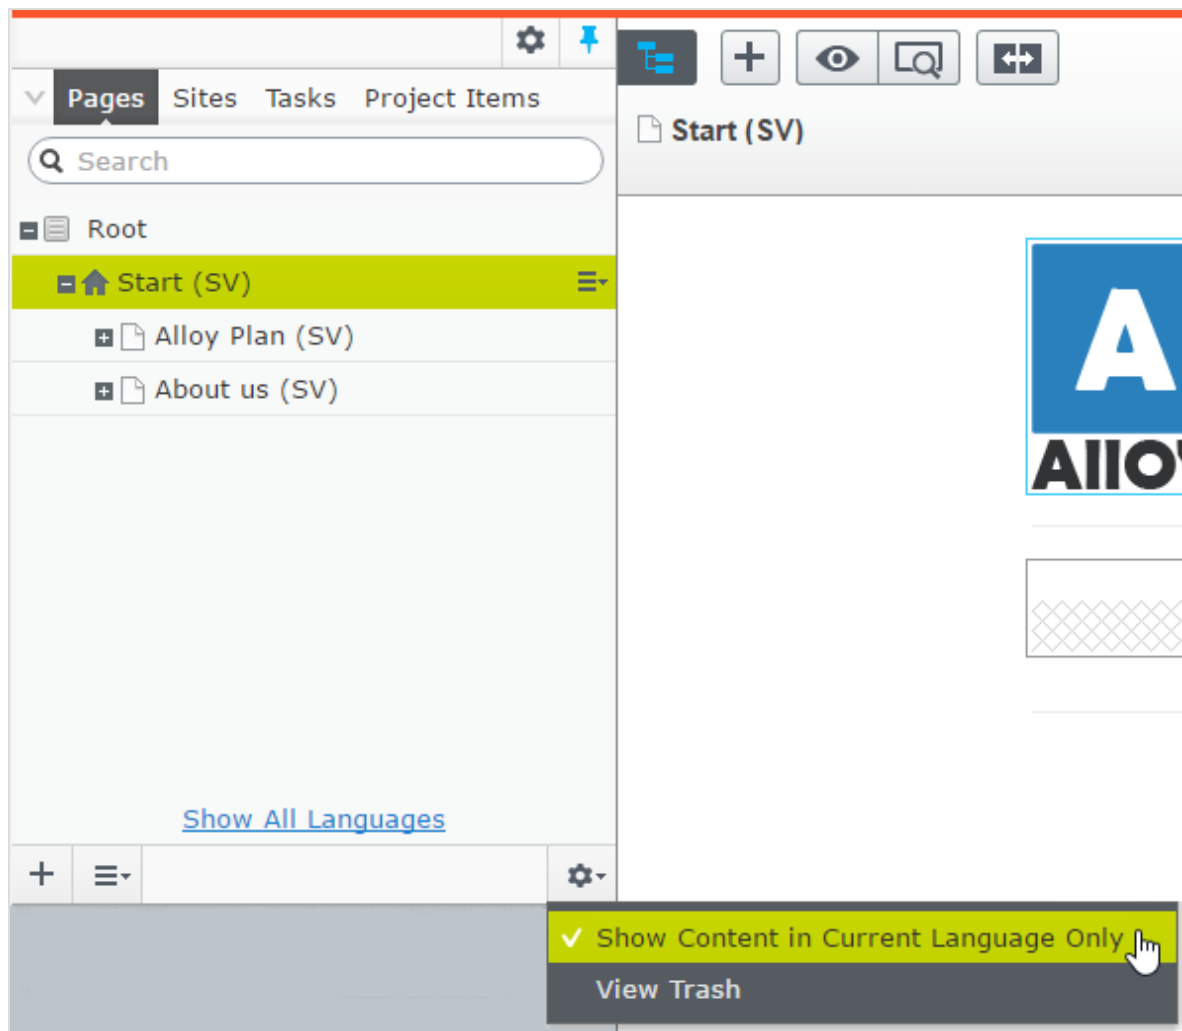 Pages Sites Tasks Project Items
Search
Root
Start (SV)
Alloy Plan (SV)
About us (SV)
Show All Languages
Start (SV)
A
Show Content in Current Language Only
View Trash